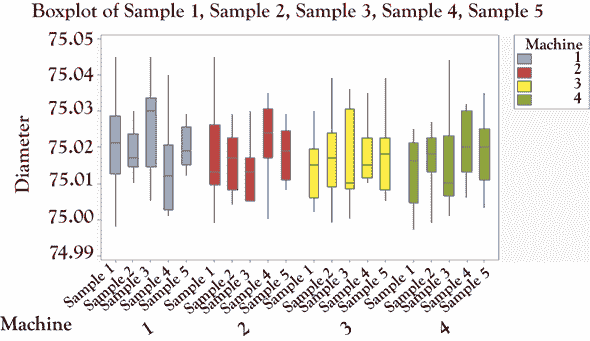 Boxplot of Sample 1, Sample 2, Sample 3, Sample 4, Sample 5
75.05
75.04
75.03
75.02
75.01
75.00
74.99
Diameter
Machine
1
2
3
4
Sample 1
Sample 2
Sample 3
Sample 4
Sample 5
Sample 1
Sample 2
Sample 3
Sample 4
Sample 5
Sample 1
Sample 2
Sample 3
Sample 4
Sample 5
Sample 1
Sample 2
Sample 3
Sample 4
Sample 5
Machine 1 2 3 4